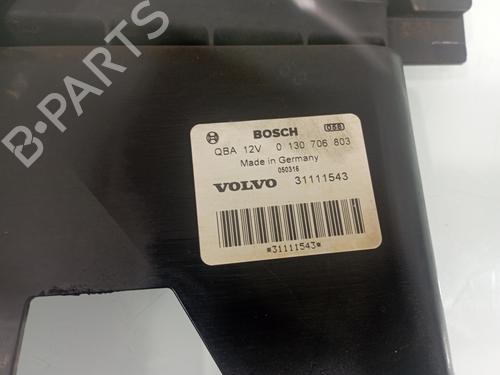 B-PARTS
BOSCH
QBA 12V 0 130 706 803
Made in Germany
050316
VOLVO 31111543
*31111543*